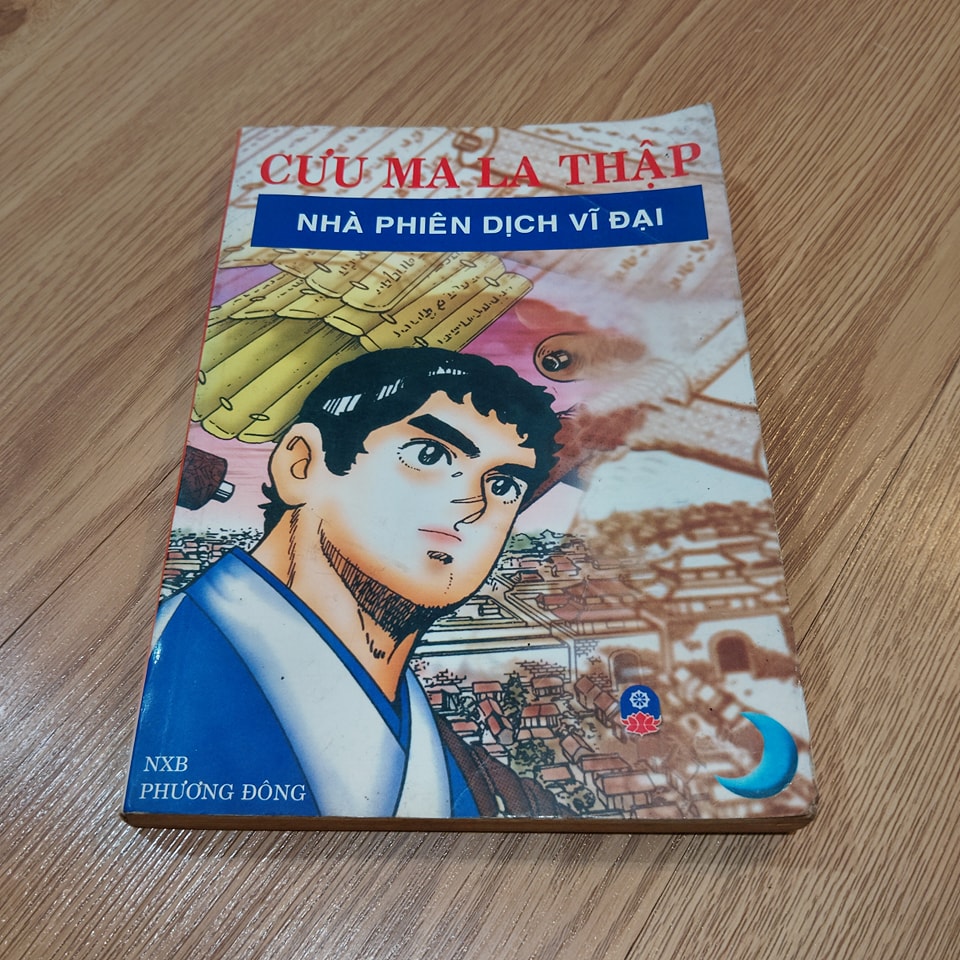 CƯU MA LA THẬP
NHÀ PHIÊN DỊCH VĨ ĐẠI
NXB
PHƯƠNG ĐÔNG